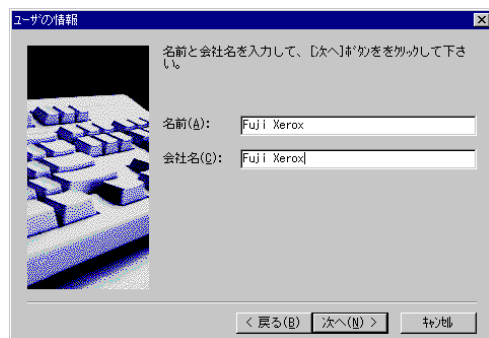 ユーザの情報
名前と会社名を入力して、[次へ]ﾎﾞﾀﾝををｸﾘｯｸして下さ
い。
名前(A): Fuji Xerox
会社名(C): Fuji Xerox
< 戻る(B) 次へ(N) > ｷｬﾝｾﾙ